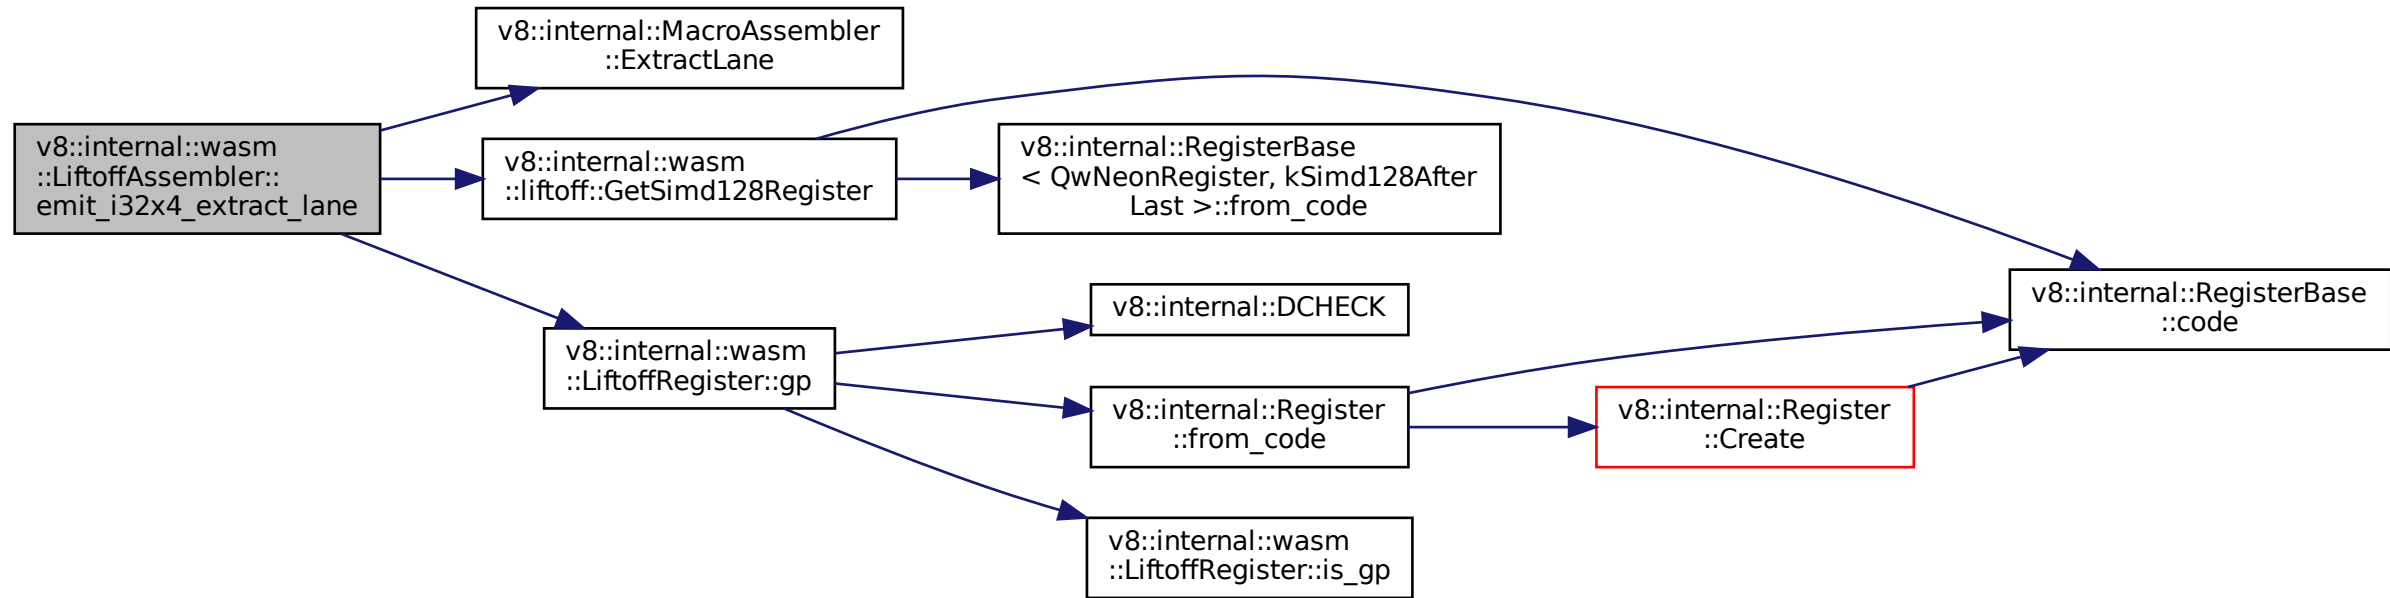 v8::internal::MacroAssembler
::ExtractLane
v8::internal::wasm
::LiftoffAssembler::
emit_i32x4_extract_lane
v8::internal::wasm
::liftoff::GetSimd128Register
v8::internal::RegisterBase
< QwNeonRegister, kSimd128After
Last >::from_code
v8::internal::RegisterBase
::code
v8::internal::DCHECK
v8::internal::wasm
::LiftoffRegister::gp
v8::internal::Register
::from_code
v8::internal::Register
::Create
v8::internal::wasm
::LiftoffRegister::is_gp